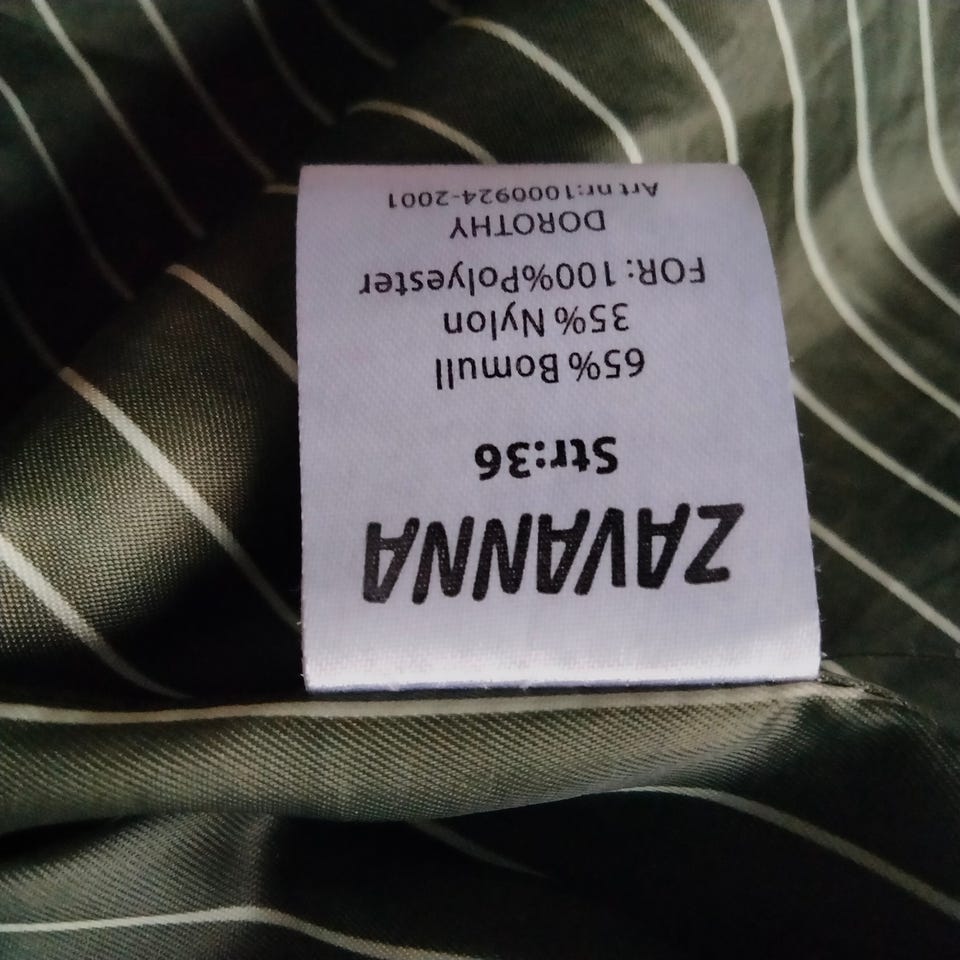 ZAVANNA
Str:36
65% Bomull
35% Nylon
FOR:100%Polyester
DOROTHY
Art nr:1000924-2001